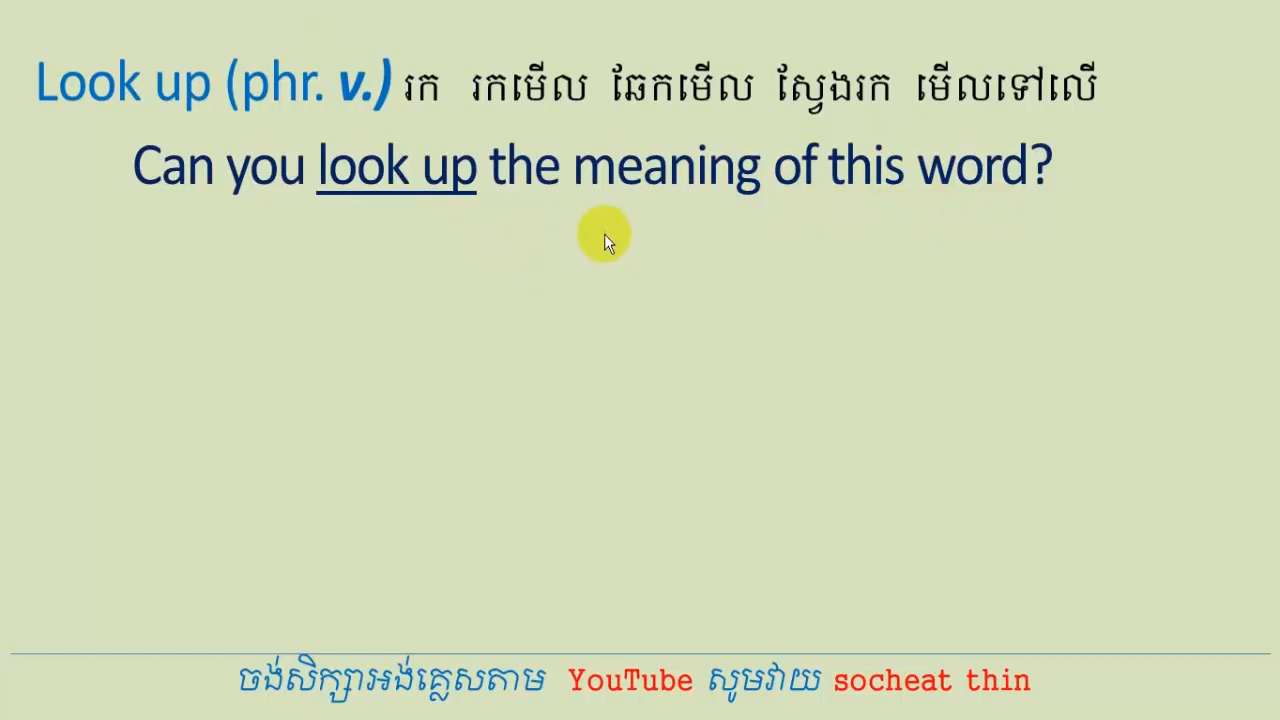 Look up (phr. v.) រក រកមើល ឆែកមើល ស្វែងរក មើលទៅលើ
Can you look up the meaning of this word?
ចង់សិក្សាអង់គ្លេសតាម YouTube សូមវាយ socheat thin